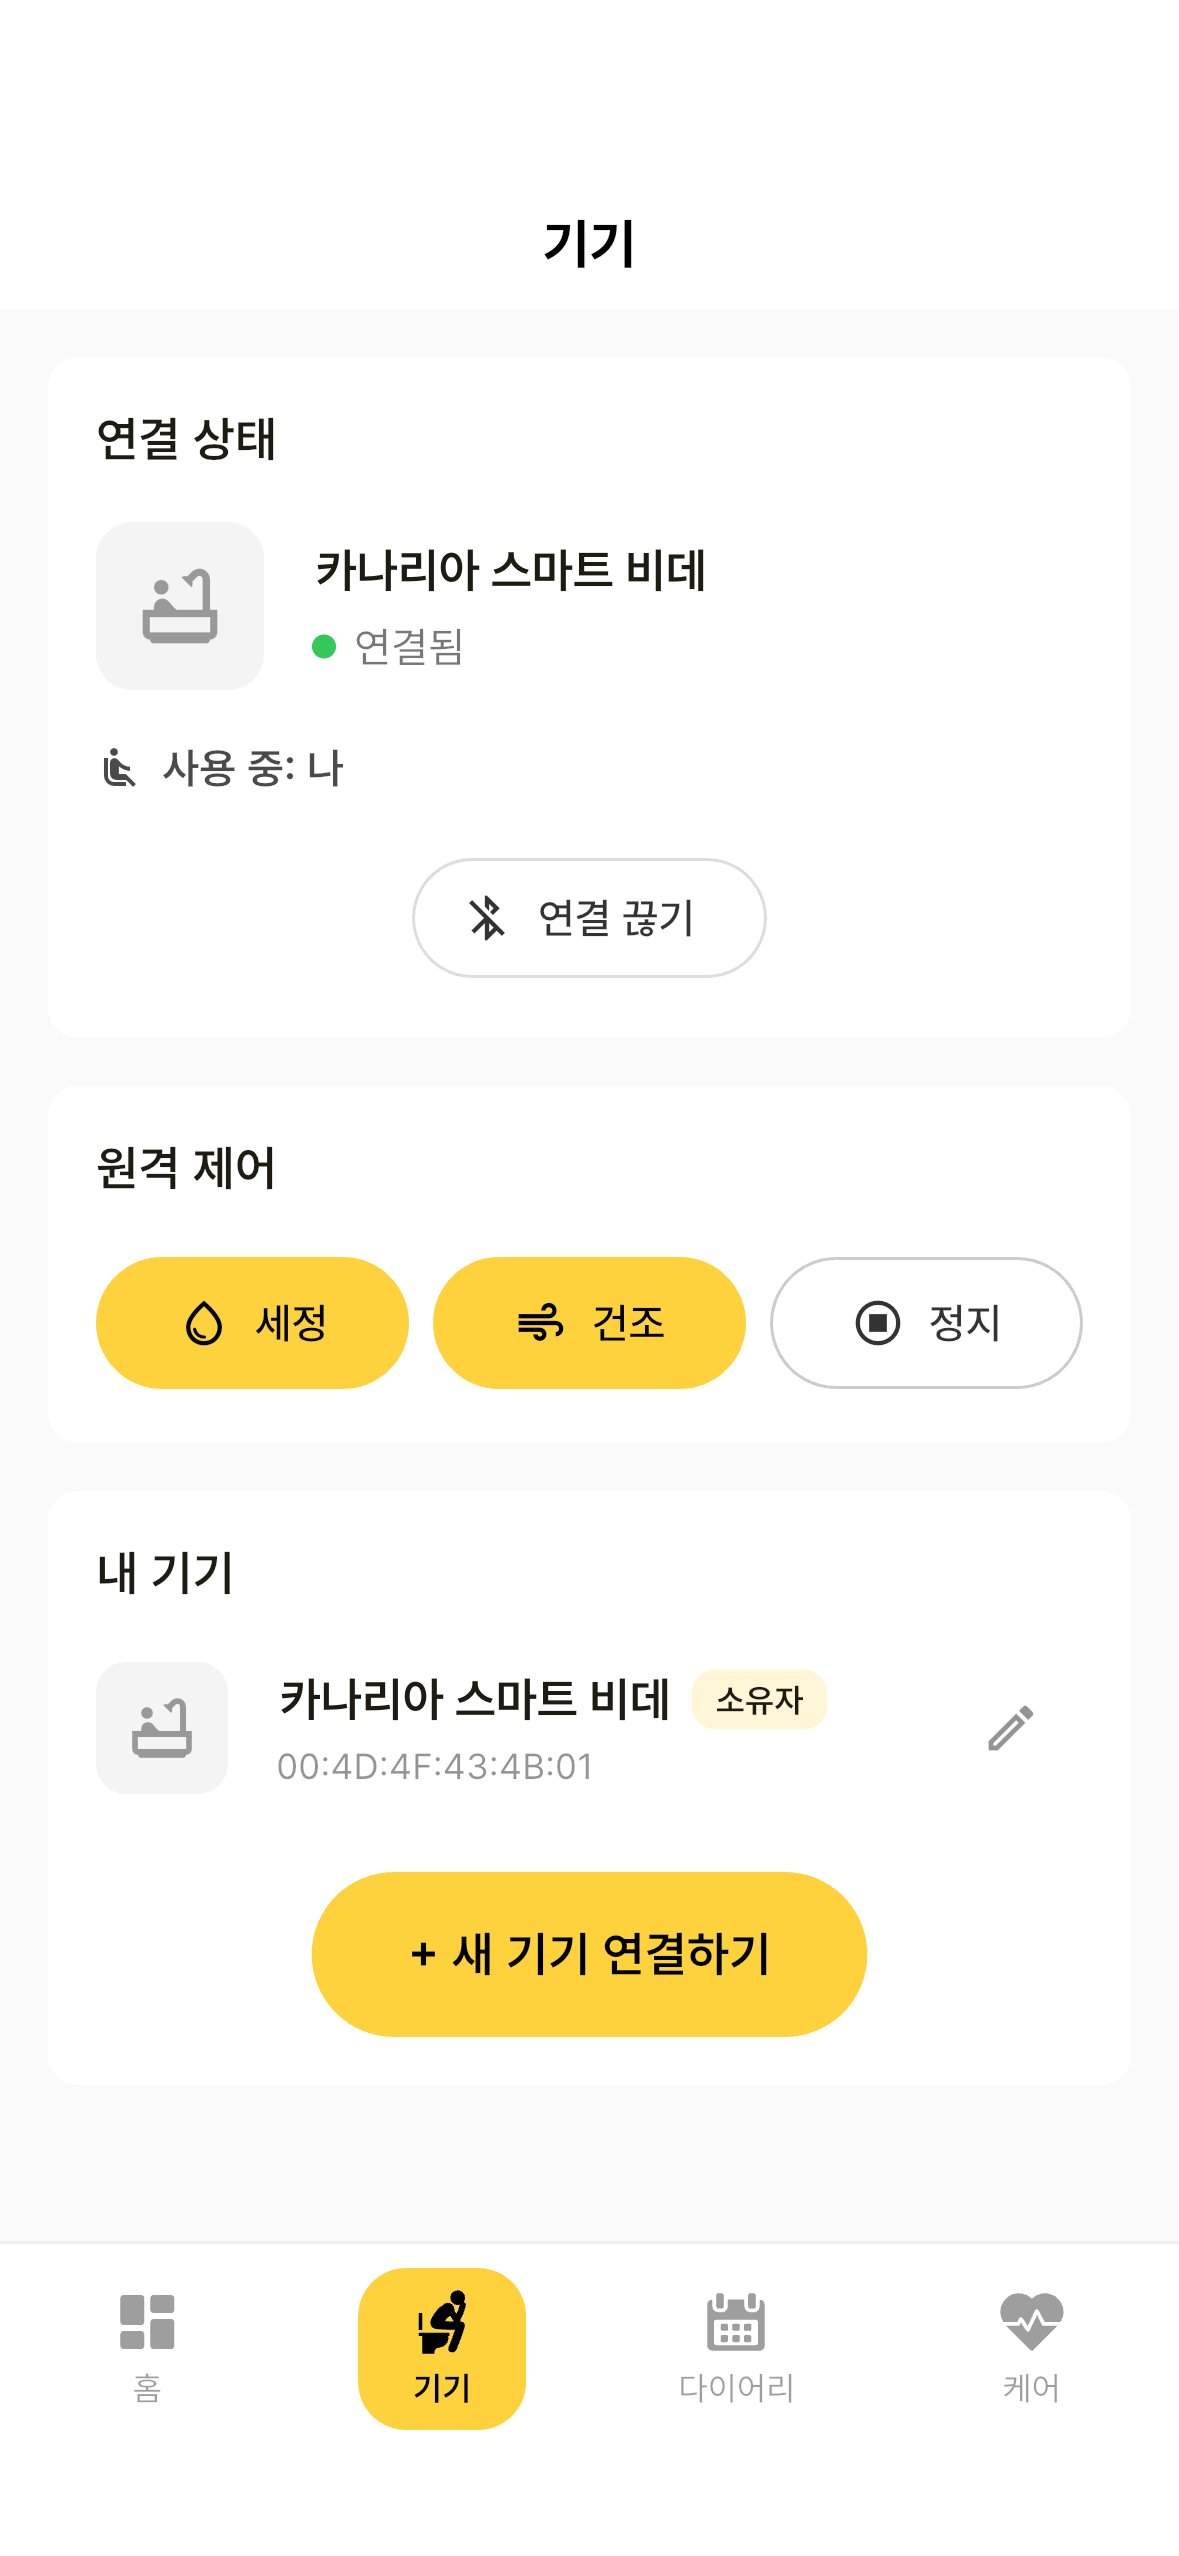 기기
연결 상태
카나리아 스마트 비데
연결됨
사용 중: 나
연결 끊기
원격 제어
세정 건조 정지
내 기기
카나리아 스마트 비데 소유자
00:4D:4F:43:4B:01
+ 새 기기 연결하기
홈 기기 다이어리 케어